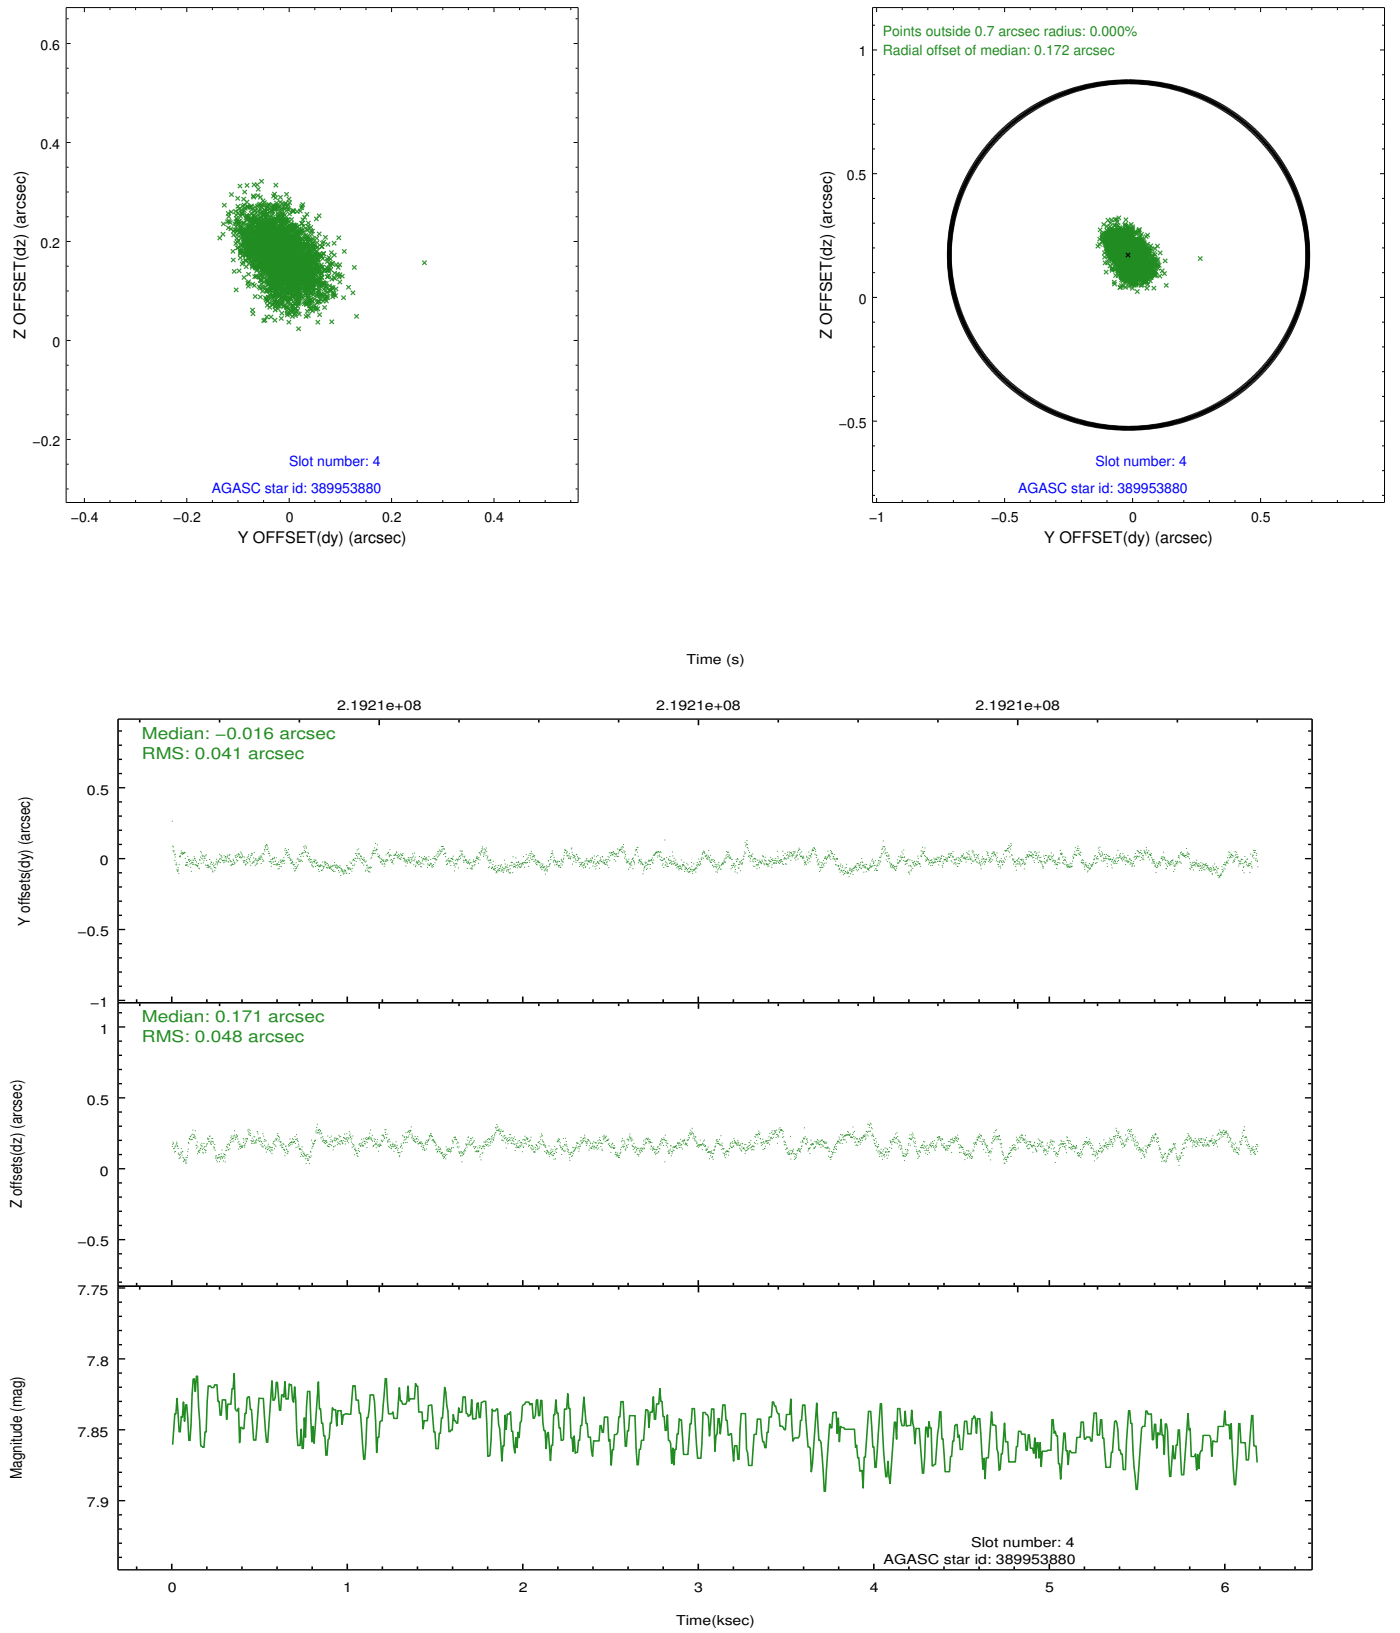 0.6
0.4
0.2
0
−0.2
Z OFFSET(dz) (arcsec)
Slot number: 4
AGASC star id: 389953880
−0.4
−0.2
0
0.2
0.4
Y OFFSET(dy) (arcsec)
Points outside 0.7 arcsec radius: 0.000%
Radial offset of median: 0.172 arcsec
1
0.5
0
−0.5
Z OFFSET(dz) (arcsec)
Slot number: 4
AGASC star id: 389953880
−1
−0.5
0
0.5
Y OFFSET(dy) (arcsec)
Time (s)
2.1921e+08
2.1921e+08
2.1921e+08
Median: −0.016 arcsec
RMS: 0.041 arcsec
0.5
0
−0.5
−1
Y offsets(dy) (arcsec)
Median: 0.171 arcsec
RMS: 0.048 arcsec
1
0.5
0
−0.5
Z offsets(dz) (arcsec)
7.75
7.8
7.85
7.9
Magnitude (mag)
Slot number: 4
AGASC star id: 389953880
0
1
2
3
4
5
6
Time(ksec)